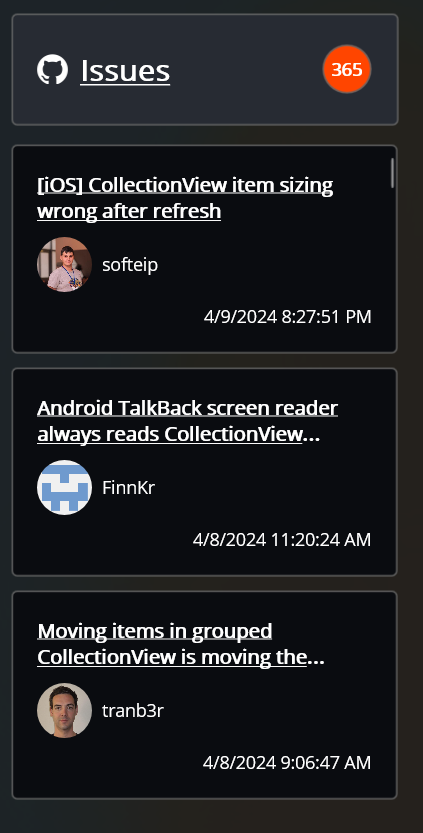 Issues
365
[iOS] CollectionView item sizing
wrong after refresh
softeip
4/9/2024 8:27:51 PM
Android TalkBack screen reader
always reads CollectionView...
FinnKr
4/8/2024 11:20:24 AM
Moving items in grouped
CollectionView is moving the...
tranb3r
4/8/2024 9:06:47 AM